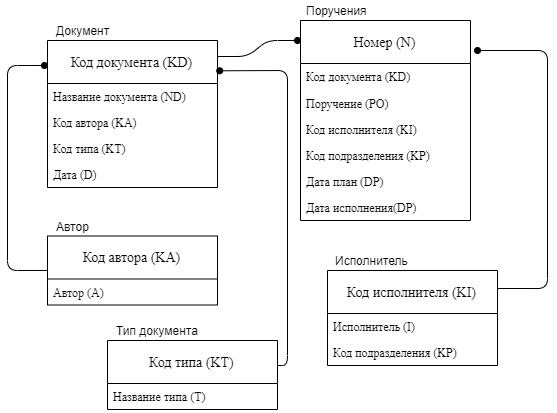 Документ
Код документа (KD)
Название документа (ND)
Код автора (KA)
Код типа (KT)
Дата (D)
Поручения
Номер (N)
Код документа (KD)
Поручение (PO)
Код исполнителя (KI)
Код подразделения (KP)
Дата план (DP)
Дата исполнения(DP)
Автор
Код автора (KA)
Автор (A)
Исполнитель
Код исполнителя (KI)
Исполнитель (I)
Код подразделения (KP)
Тип документа
Код типа (KT)
Название типа (T)